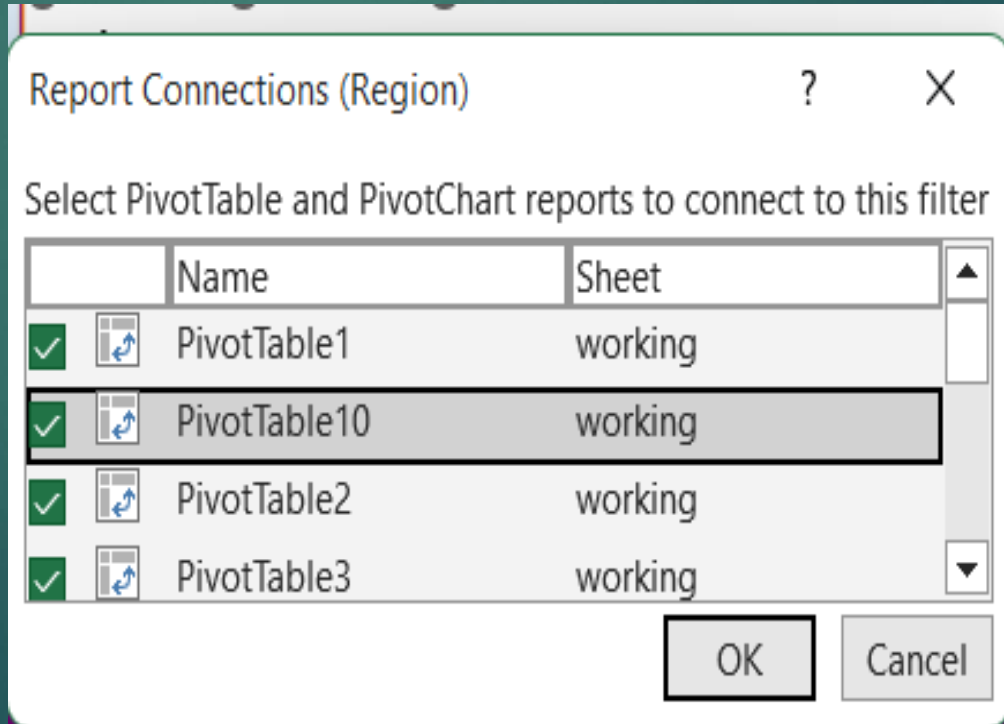 Report Connections (Region) ? X
Select PivotTable and PivotChart reports to connect to this filter
Name Sheet
PivotTable1 working
PivotTable10 working
PivotTable2 working
PivotTable3 working
OK Cancel